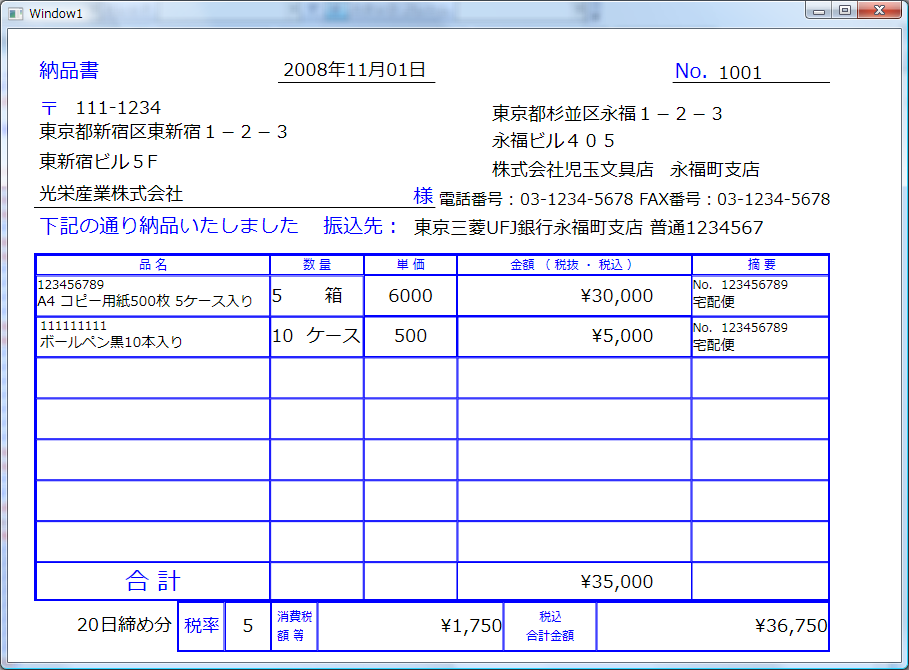 Window1
納品書 2008年11月01日 No. 1001
〒 111-1234
東京都新宿区東新宿１－２－３
東新宿ビル５F
光栄産業株式会社 様
東京都杉並区永福１－２－３
永福ビル４０５
株式会社児玉文具店 永福町支店
電話番号：03-1234-5678 FAX番号：03-1234-5678
下記の通り納品いたしました 振込先： 東京三菱UFJ銀行永福町支店 普通1234567
品 名 数 量 単 価 金額 （ 税抜 ・ 税込 ） 摘 要
123456789
A4 コピー用紙500枚 5ケース入り 5 箱 6000 ¥30,000
No. 123456789
宅配便
111111111
ボールペン黒10本入り 10 ケース 500 ¥5,000
No. 123456789
宅配便
合 計 ¥35,000
20日締め分 税率 5
消費税
額 等
¥1,750
税込
合計金額
¥36,750